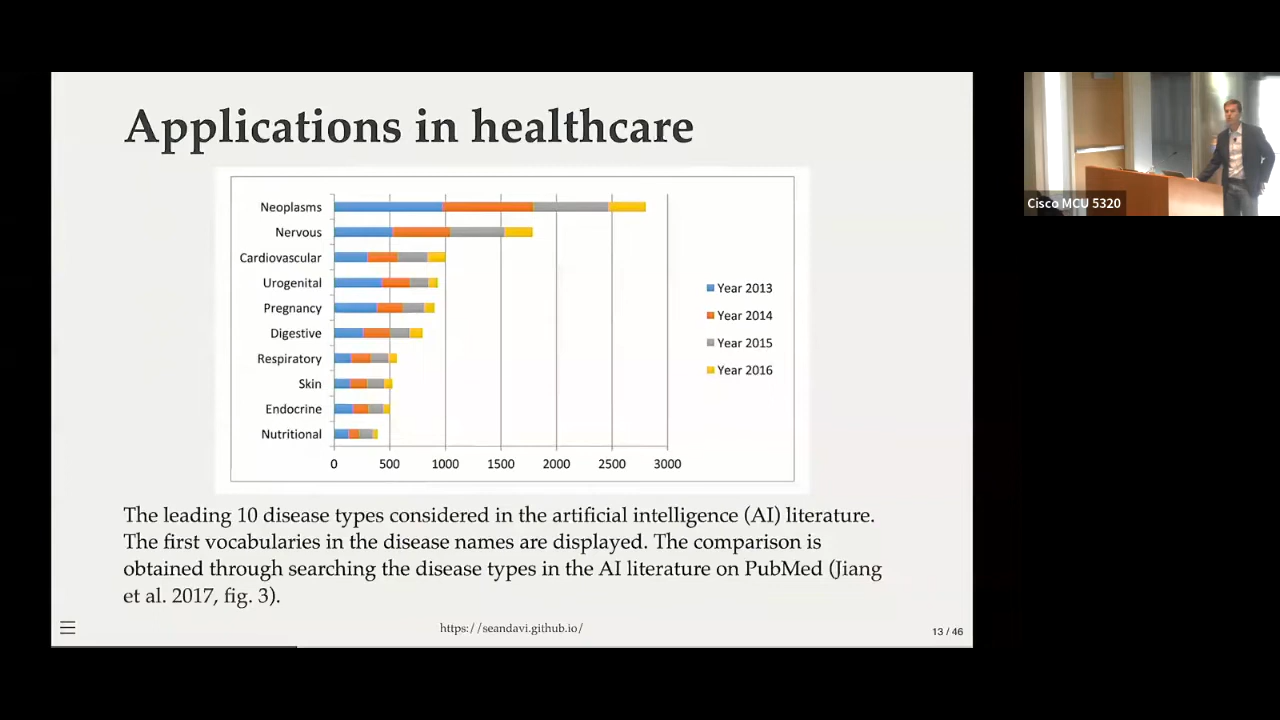 Applications in healthcare
Neoplasms
Nervous
Cardiovascular
Urogenital
Pregnancy
Digestive
Respiratory
Skin
Endocrine
Nutritional
0 500 1000 1500 2000 2500 3000
Year 2013
Year 2014
Year 2015
Year 2016
The leading 10 disease types considered in the artificial intelligence (AI) literature.
The first vocabularies in the disease names are displayed. The comparison is
obtained through searching the disease types in the AI literature on PubMed (Jiang
et al. 2017, fig. 3).
https://seandavi.github.io/
13 / 46
Cisco MCU 5320